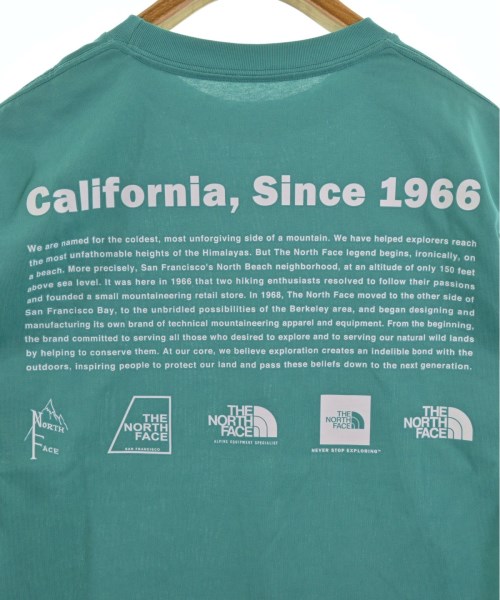 California, Since 1966
We are named for the coldest, most unforgiving side of a mountain. We have helped explorers reach
the most unfathomable heights of the Himalayas. But The North Face legend begins, ironically, on
a beach. More precisely, San Francisco's North Beach neighborhood, at an altitude of only 150 feet
above sea level. It was here in 1966 that two hiking enthusiasts resolved to follow their passions
and founded a small mountaineering retail store. In 1968, The North Face moved to the other side of
San Francisco Bay, to the unbridled possibilities of the Berkeley area, and began designing and
manufacturing its own brand of technical mountaineering apparel and equipment. From the beginning,
the brand committed to serving all those who desired to explore and to serving our natural wild lands
by helping to conserve them. At our core, we believe exploration creates an indelible bond with the
outdoors, inspiring people to protect our land and pass these beliefs down to the next generation.
NORTH
FACE
THE
NORTH
FACE
SAN FRANCISCO
THE
NORTH
FACE
ALPINE EQUIPMENT SPECIALIST
THE
NORTH
FACE
NEVER STOP EXPLORING™
THE
NORTH
FACE